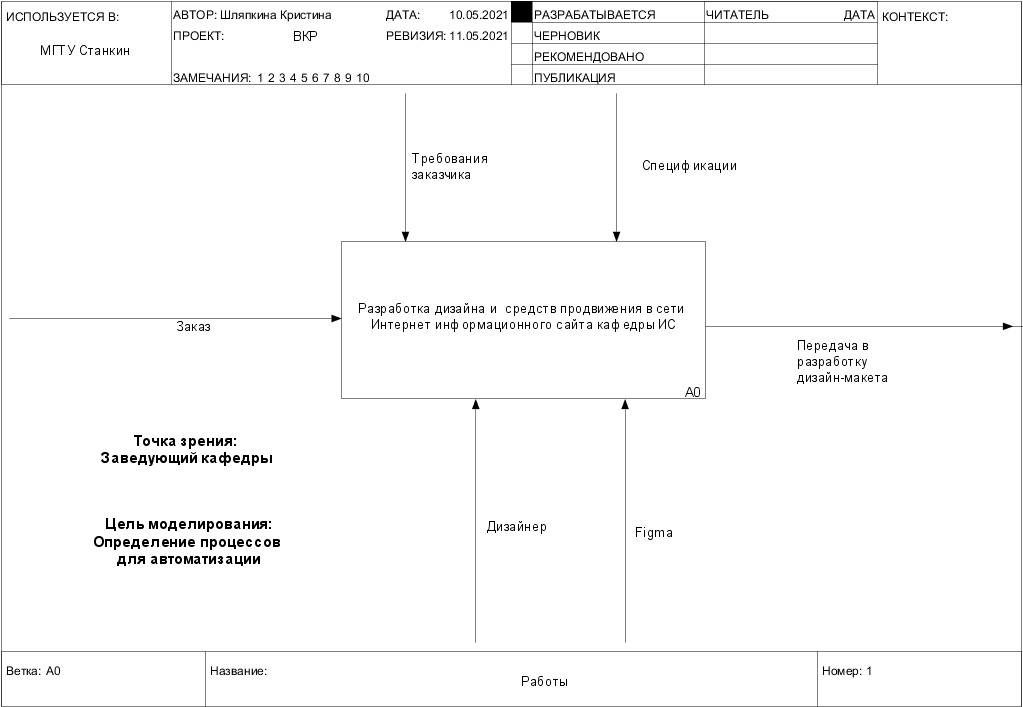 ИСПОЛЬЗУЕТСЯ В:
МГТУ Станкин
АВТОР: Шляпкина Кристина
ДАТА: 10.05.2021
ПРОЕКТ: ВКР
РЕВИЗИЯ: 11.05.2021
ЗАМЕЧАНИЯ: 1 2 3 4 5 6 7 8 9 10
РАЗРАБАТЫВАЕТСЯ
ЧЕРНОВИК
РЕКОМЕНДОВАНО
ПУБЛИКАЦИЯ
ЧИТАТЕЛЬ ДАТА
КОНТЕКСТ:
Требования
заказчика
Спецификации
Разработка дизайна и средств продвижения в сети
Интернет информационного сайта кафедры ИС
A0
Заказ
Передача в
разработку
дизайн-макета
Точка зрения:
Заведующий кафедры
Цель моделирования:
Определение процессов
для автоматизации
Дизайнер
Figma
Ветка: A0
Название:
Работы
Номер: 1